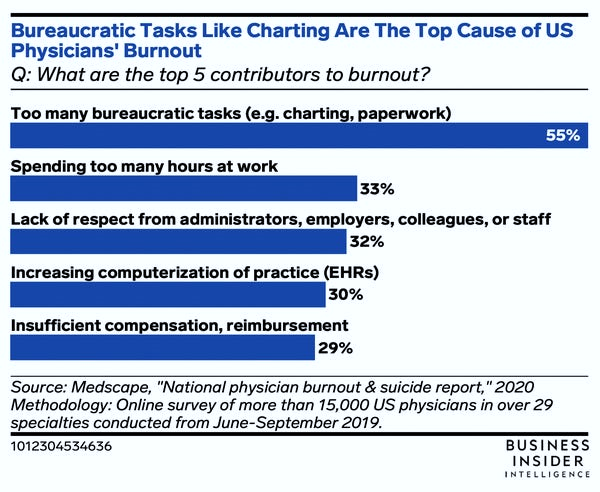 Bureaucratic Tasks Like Charting Are The Top Cause of US
Physicians' Burnout
Q: What are the top 5 contributors to burnout?
Too many bureaucratic tasks (e.g. charting, paperwork)
55%
Spending too many hours at work
33%
Lack of respect from administrators, employers, colleagues, or staff
32%
Increasing computerization of practice (EHRs)
30%
Insufficient compensation, reimbursement
29%
Source: Medscape, "National physician burnout & suicide report," 2020
Methodology: Online survey of more than 15,000 US physicians in over 29
specialties conducted from June-September 2019.
1012304534636
BUSINESS
INSIDER
INTELLIGENCE